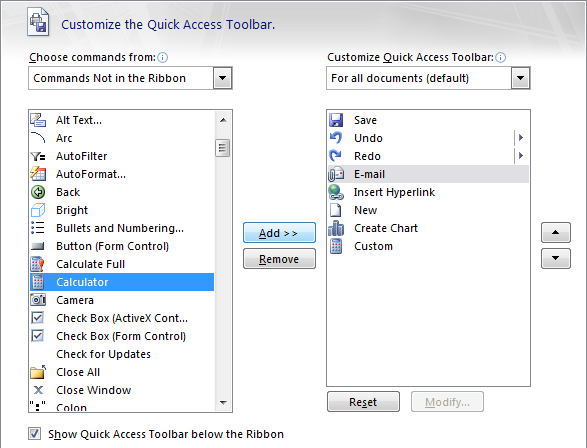 Customize the Quick Access Toolbar.
Choose commands from:
Commands Not in the Ribbon
Alt Text...
Arc
AutoFilter
AutoFormat...
Back
Bright
Bullets and Numbering...
Button (Form Control)
Calculate Full
Calculator
Camera
Check Box (ActiveX Cont...
Check Box (Form Control)
Check for Updates
Close All
Close Window
Colon
Add >>
Remove
Customize Quick Access Toolbar:
For all documents (default)
Save
Undo
Redo
E-mail
Insert Hyperlink
New
Create Chart
Custom
Reset
Modify...
Show Quick Access Toolbar below the Ribbon